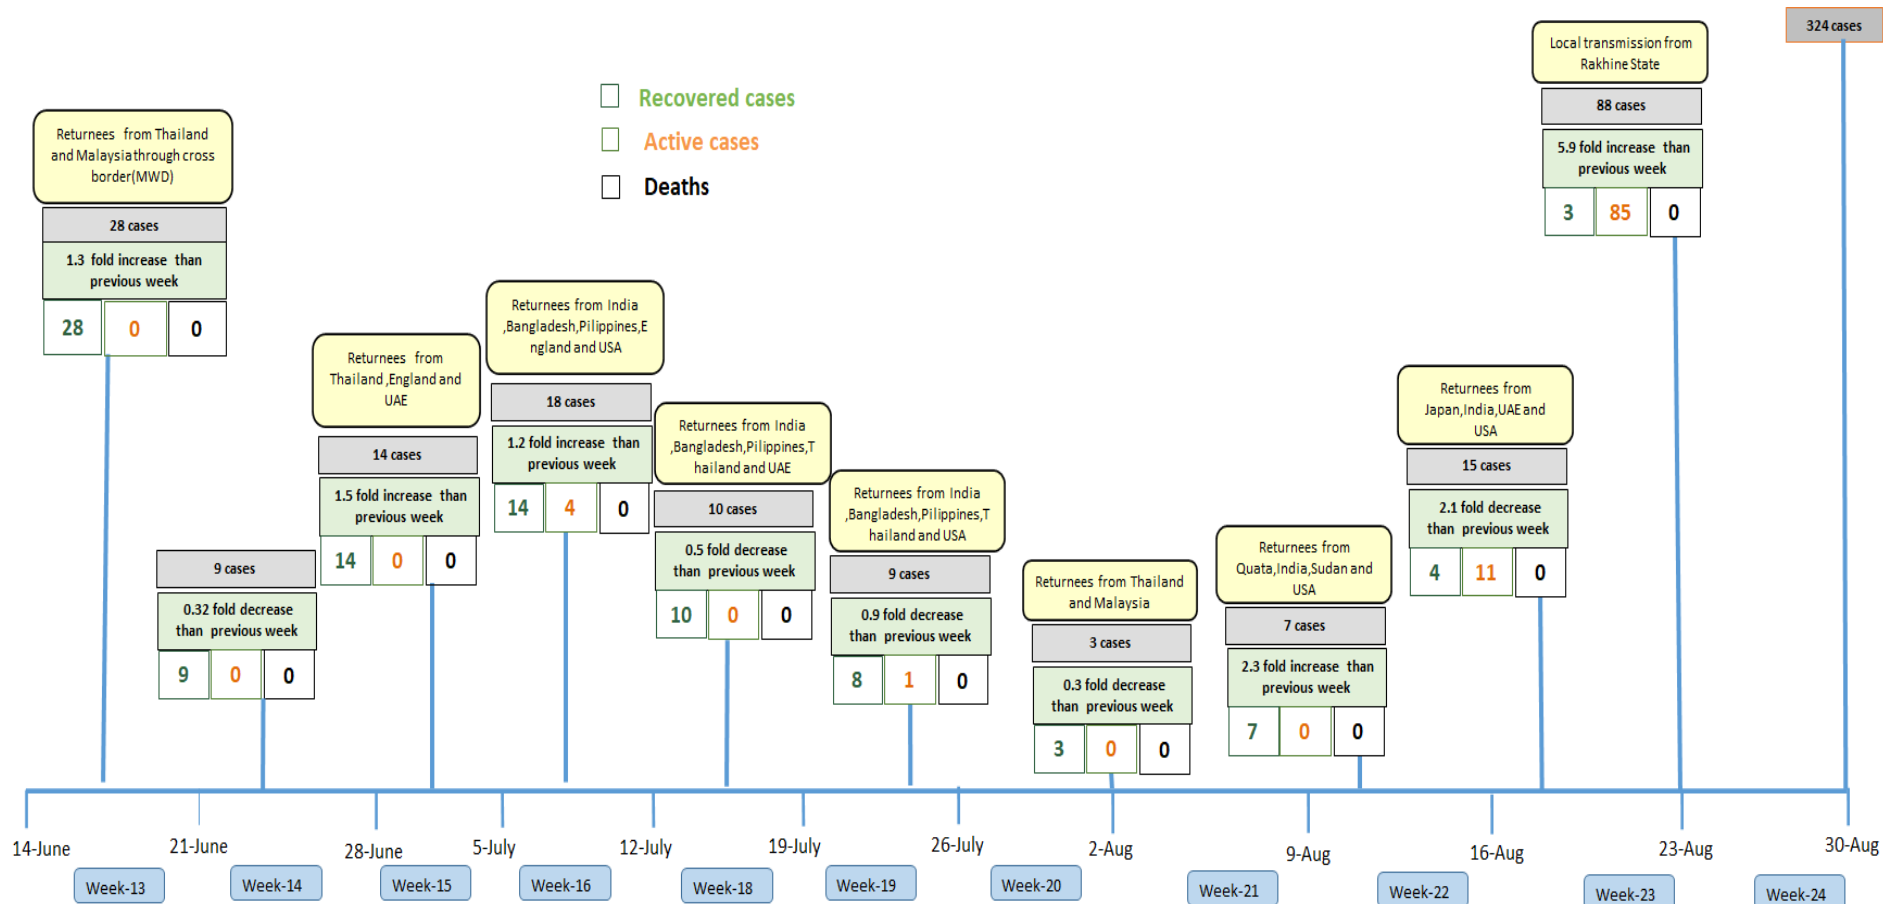 324 cases
Local transmission from
Rakhine State
88 cases
5.9 fold increase than
previous week
3 85 0
Recovered cases
Active cases
Deaths
Returnees from Thailand
and Malaysia through cross
border(MWD)
28 cases
1.3 fold increase than
previous week
28 0 0
9 cases
0.32 fold decrease
than previous week
9 0 0
Returnees from
Thailand ,England and
UAE
14 cases
1.5 fold increase than
previous week
14 0 0
Returnees from India
,Bangladesh,Pilippines,E
ngland and USA
18 cases
1.2 fold increase than
previous week
14 4 0
Returnees from India
,Bangladesh,Pilippines,T
hailand and UAE
10 cases
0.5 fold decrease
than previous week
10 0 0
Returnees from India
,Bangladesh,Pilippines,T
hailand and USA
9 cases
0.9 fold decrease
than previous week
8 1 0
Returnees from Thailand
and Malaysia
3 cases
0.3 fold decrease
than previous week
3 0 0
Returnees from
Quata,India,Sudan and
USA
7 cases
2.3 fold increase than
previous week
7 0 0
Returnees from
Japan,India,UAE and
USA
15 cases
2.1 fold decrease
than previous week
4 11 0
14-June 21-June 28-June 5-July 12-July 19-July 26-July 2-Aug 9-Aug 16-Aug 23-Aug 30-Aug
Week-13 Week-14 Week-15 Week-16 Week-18 Week-19 Week-20 Week-21 Week-22 Week-23 Week-24